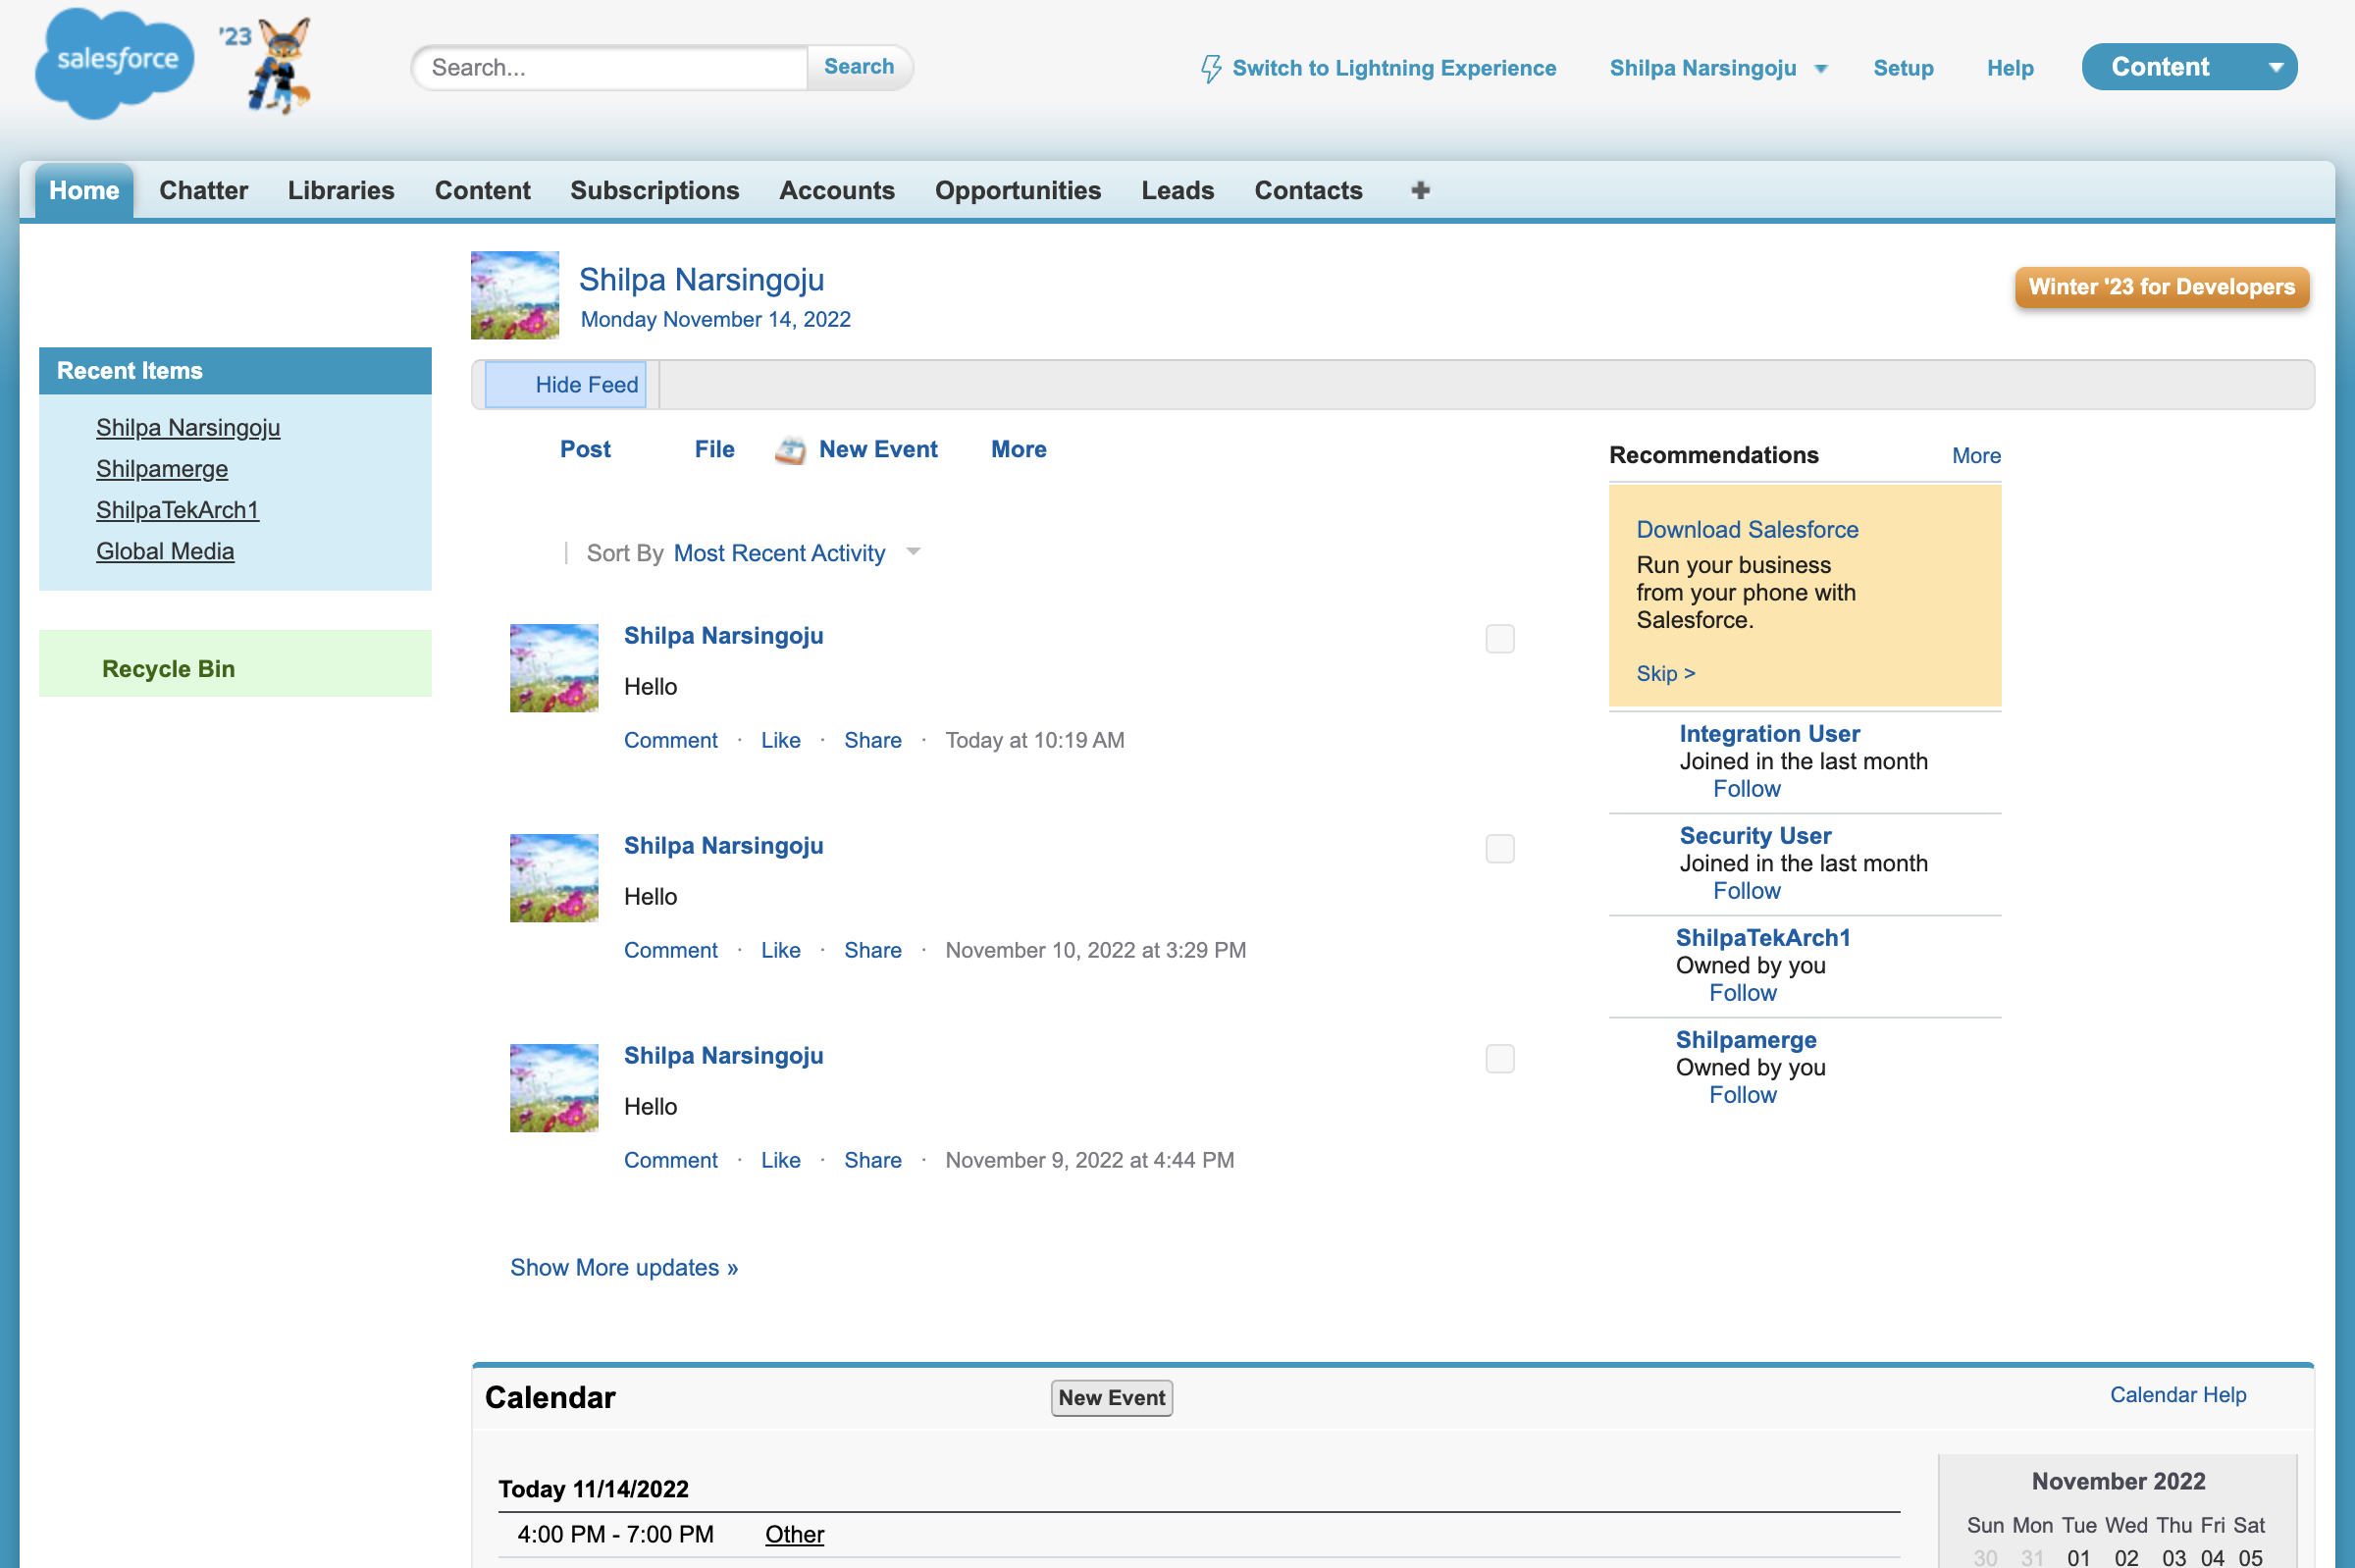 salesforce
'23
Search...
Search
Switch to Lightning Experience
Shilpa Narsingoju
Setup
Help
Content
Home
Chatter
Libraries
Content
Subscriptions
Accounts
Opportunities
Leads
Contacts
Shilpa Narsingoju
Monday November 14, 2022
Winter '23 for Developers
Recent Items
Shilpa Narsingoju
Shilpamerge
ShilpaTekArch1
Global Media
Recycle Bin
Hide Feed
Post
File
New Event
More
Sort By Most Recent Activity
Shilpa Narsingoju
Hello
Comment · Like · Share · Today at 10:19 AM
Shilpa Narsingoju
Hello
Comment · Like · Share · November 10, 2022 at 3:29 PM
Shilpa Narsingoju
Hello
Comment · Like · Share · November 9, 2022 at 4:44 PM
Show More updates »
Recommendations
More
Download Salesforce
Run your business
from your phone with
Salesforce.
Skip >
Integration User
Joined in the last month
Follow
Security User
Joined in the last month
Follow
ShilpaTekArch1
Owned by you
Follow
Shilpamerge
Owned by you
Follow
Calendar
New Event
Calendar Help
Today 11/14/2022
4:00 PM - 7:00 PM
Other
November 2022
Sun Mon Tue Wed Thu Fri Sat
30 31 01 02 03 04 05